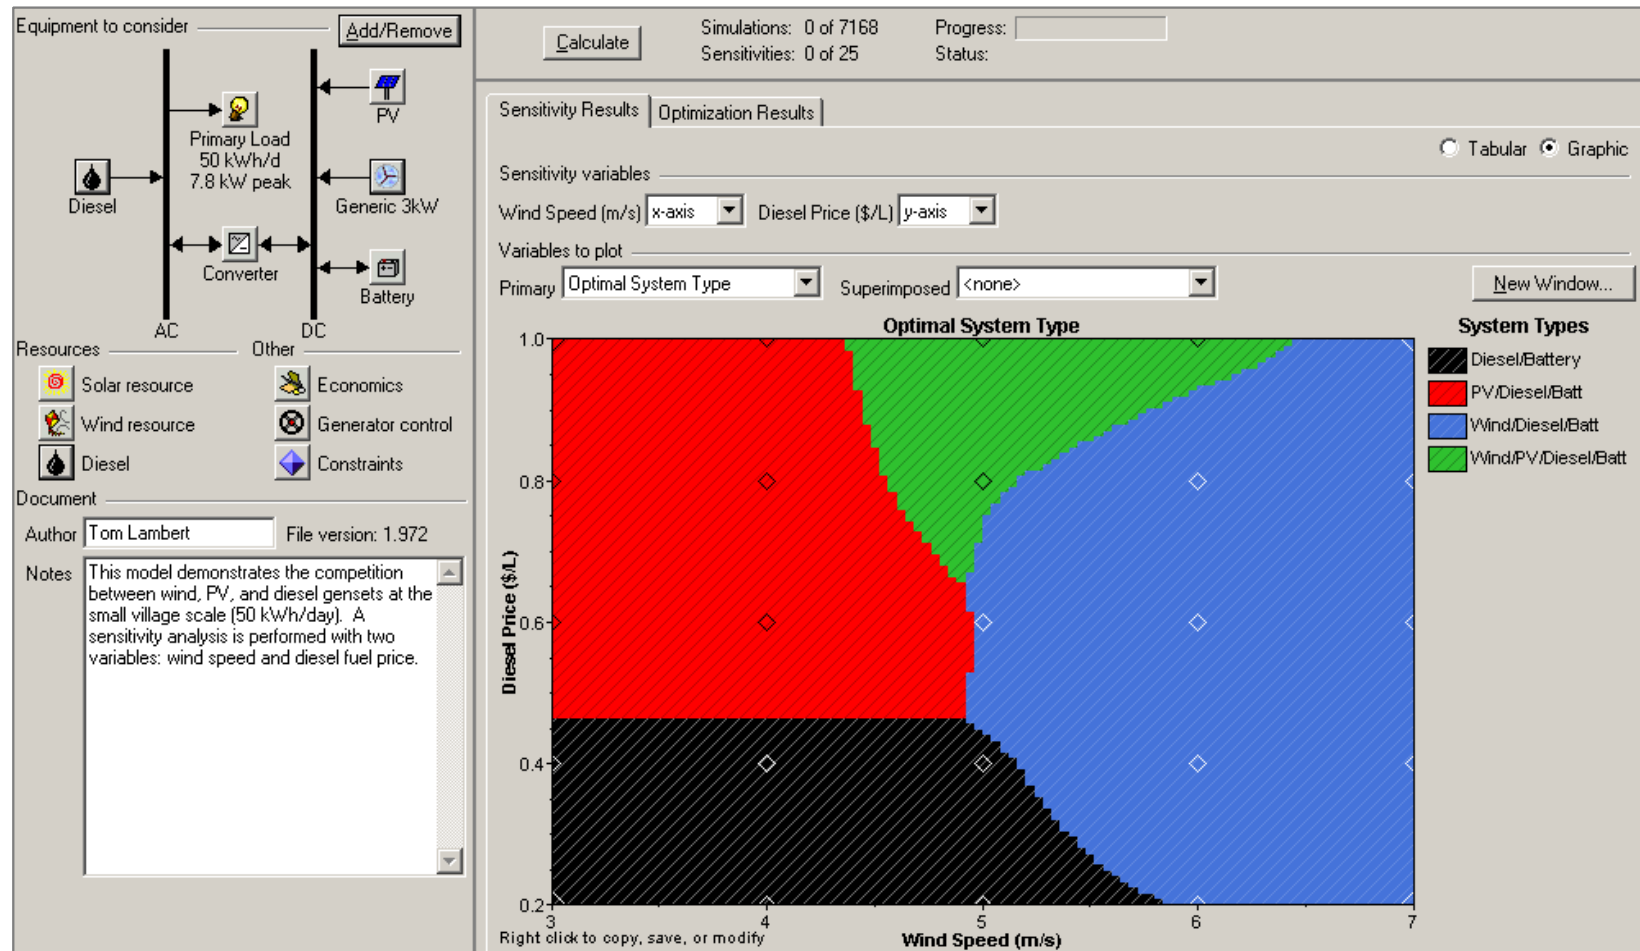 Equipment to consider
Add/Remove
PV
Primary Load
50 kWh/d
7.8 kW peak
Diesel
Generic 3kW
Converter
Battery
AC
DC
Resources
Other
Solar resource
Economics
Wind resource
Generator control
Diesel
Constraints
Document
Author
Tom Lambert
File version: 1.972
Notes
This model demonstrates the competition
between wind, PV, and diesel gensets at the
small village scale (50 kWh/day). A
sensitivity analysis is performed with two
variables: wind speed and diesel fuel price.
Calculate
Simulations: 0 of 7168
Progress:
Sensitivities: 0 of 25
Status:
Sensitivity Results
Optimization Results
Tabular
Graphic
Sensitivity variables
Wind Speed (m/s)
x-axis
Diesel Price ($/L)
y-axis
Variables to plot
Primary
Optimal System Type
Superimposed
<none>
New Window...
Optimal System Type
System Types
Diesel/Battery
PV/Diesel/Batt
Wind/Diesel/Batt
Wind/PV/Diesel/Batt
Diesel Price ($/L)
1.0
0.8
0.6
0.4
0.2
3
4
5
6
7
Wind Speed (m/s)
Right click to copy, save, or modify